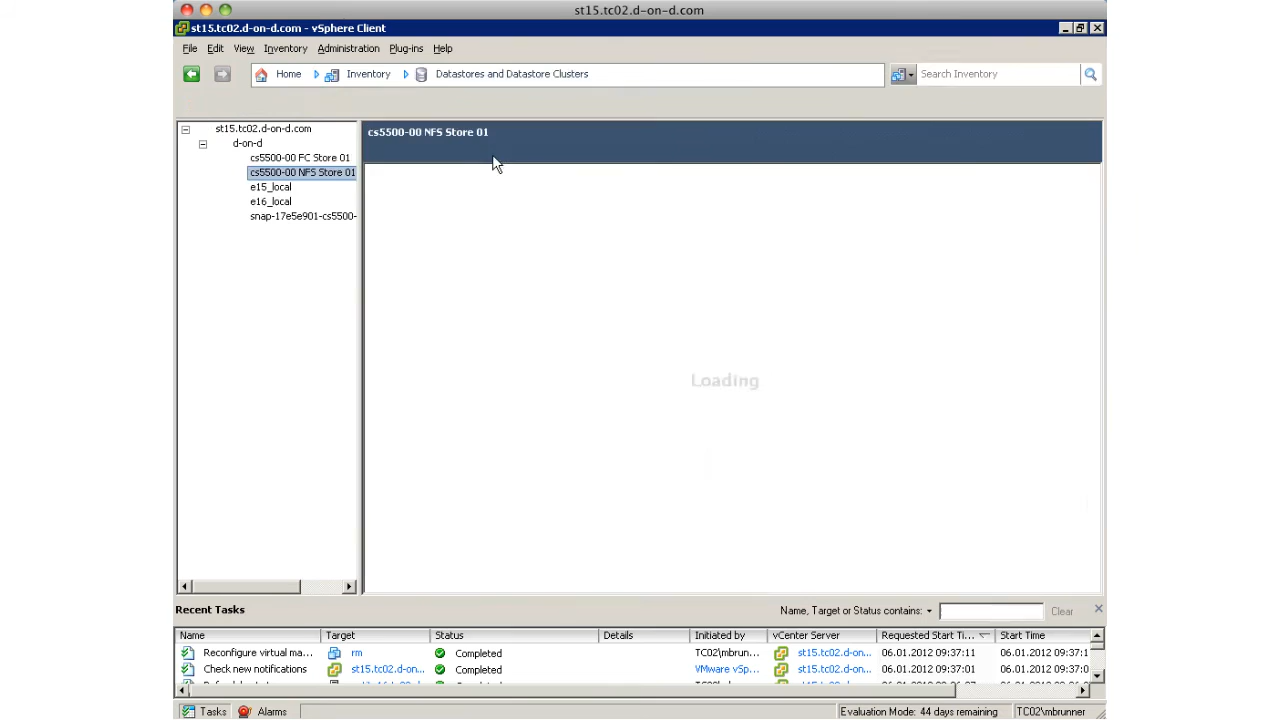 st15.tc02.d-on-d.com
st15.tc02.d-on-d.com - vSphere Client
File Edit View Inventory Administration Plug-ins Help
Home Inventory Datastores and Datastore Clusters Search Inventory
st15.tc02.d-on-d.com
d-on-d
cs5500-00 FC Store 01
cs5500-00 NFS Store 01
e15_local
e16_local
snap-17e5e901-cs5500-
cs5500-00 NFS Store 01
Loading
Recent Tasks Name, Target or Status contains: Clear
Name Target Status Details Initiated by vCenter Server Requested Start Ti... Start Time
Reconfigure virtual ma... rm Completed TC02\mbrun... st15.tc02.d-on... 06.01.2012 09:37:11 06.01.2012 09:37:1
Check new notifications st15.tc02.d-on... Completed VMware vSp... st15.tc02.d-on... 06.01.2012 09:37:01 06.01.2012 09:37:0
Tasks Alarms Evaluation Mode: 44 days remaining TC02\mbrunner